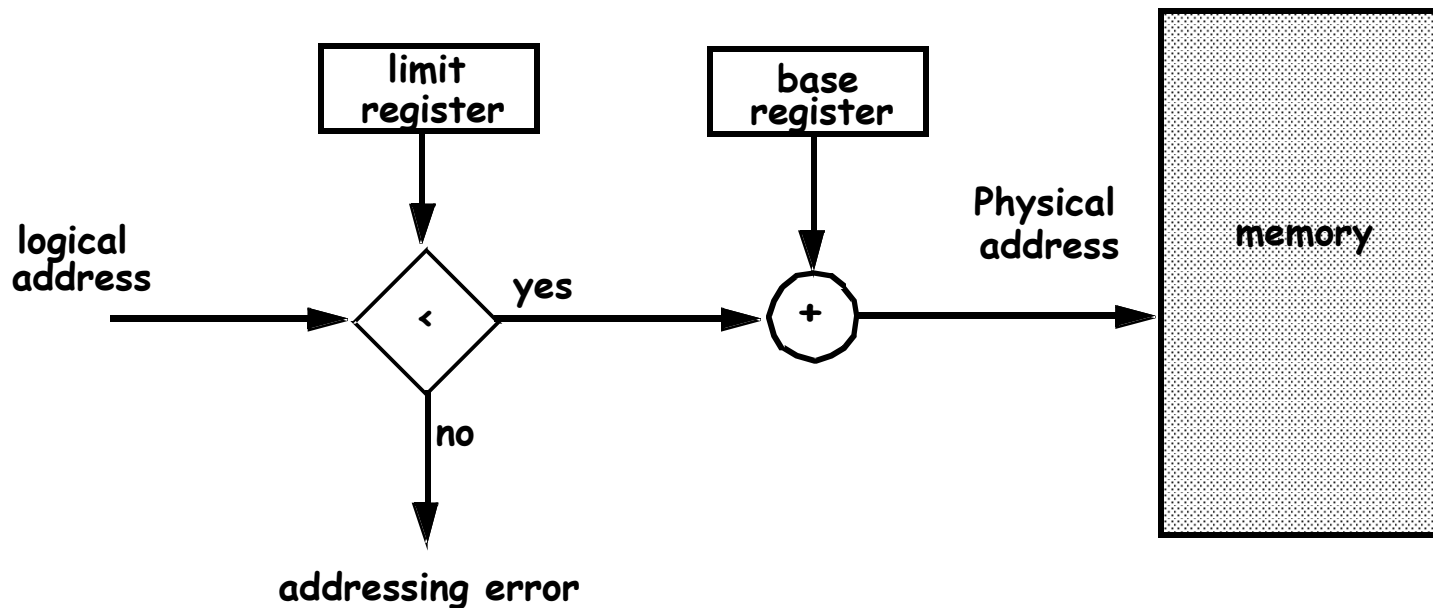 limit
register
base
register
Physical
address
memory
logical
address
yes
<
+
no
addressing error